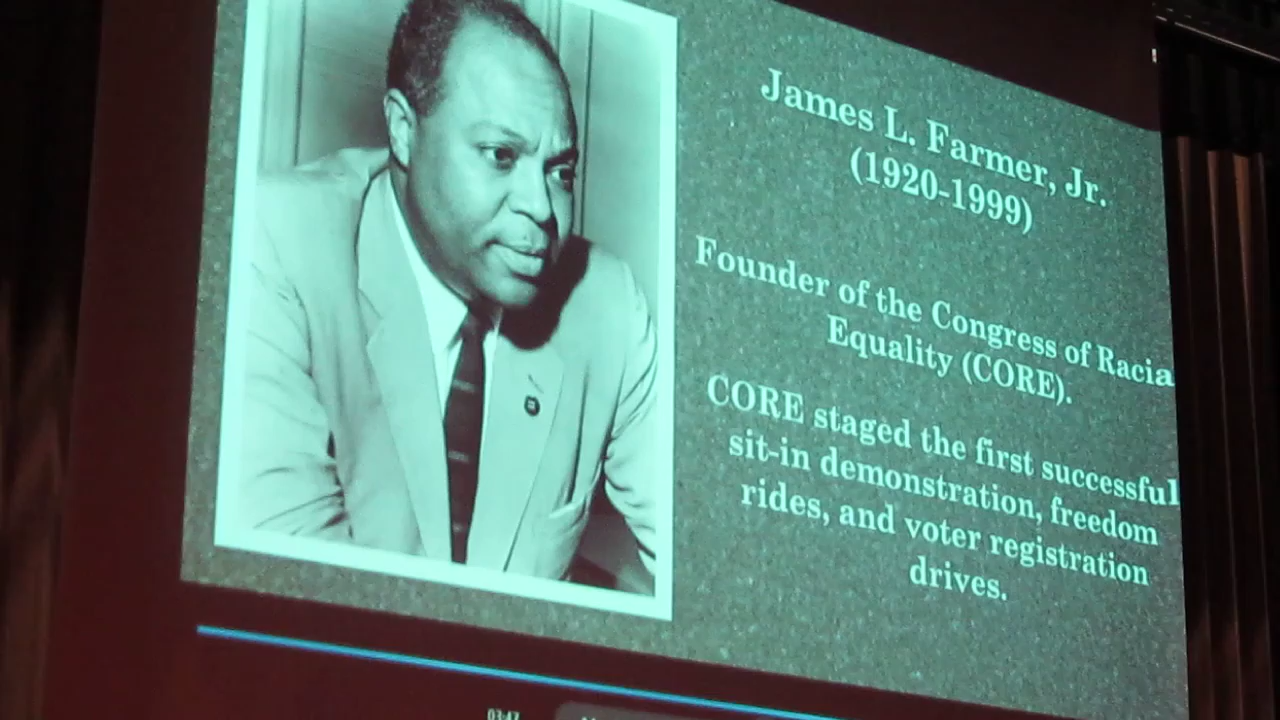 James L. Farmer, Jr.
(1920-1999)
Founder of the Congress of Racia
Equality (CORE).
CORE staged the first successful
sit-in demonstration, freedom
rides, and voter registration
drives.
03:47